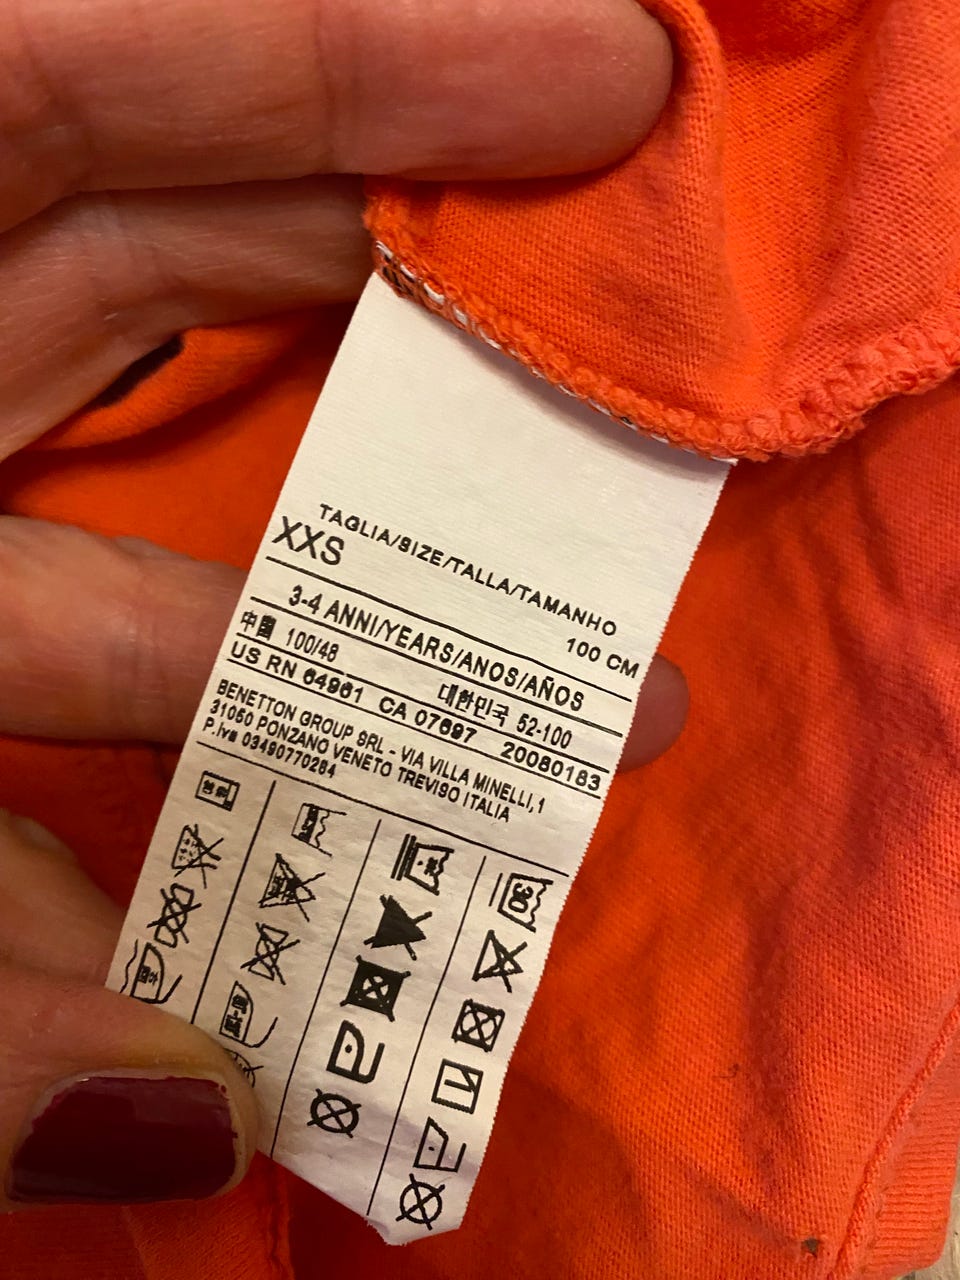 TAGLIA/SIZE/TALLA/TAMANHO
XXS 100 CM
3-4 ANNI/YEARS/ANOS/AÑOS
中国 100/48 대한민국 52-100
US RN 64961 CA 07697 20080183
BENETTON GROUP SRL - VIA VILLA MINELLI, 1
31050 PONZANO VENETO TREVISO ITALIA
P.Iva 03490770264
30